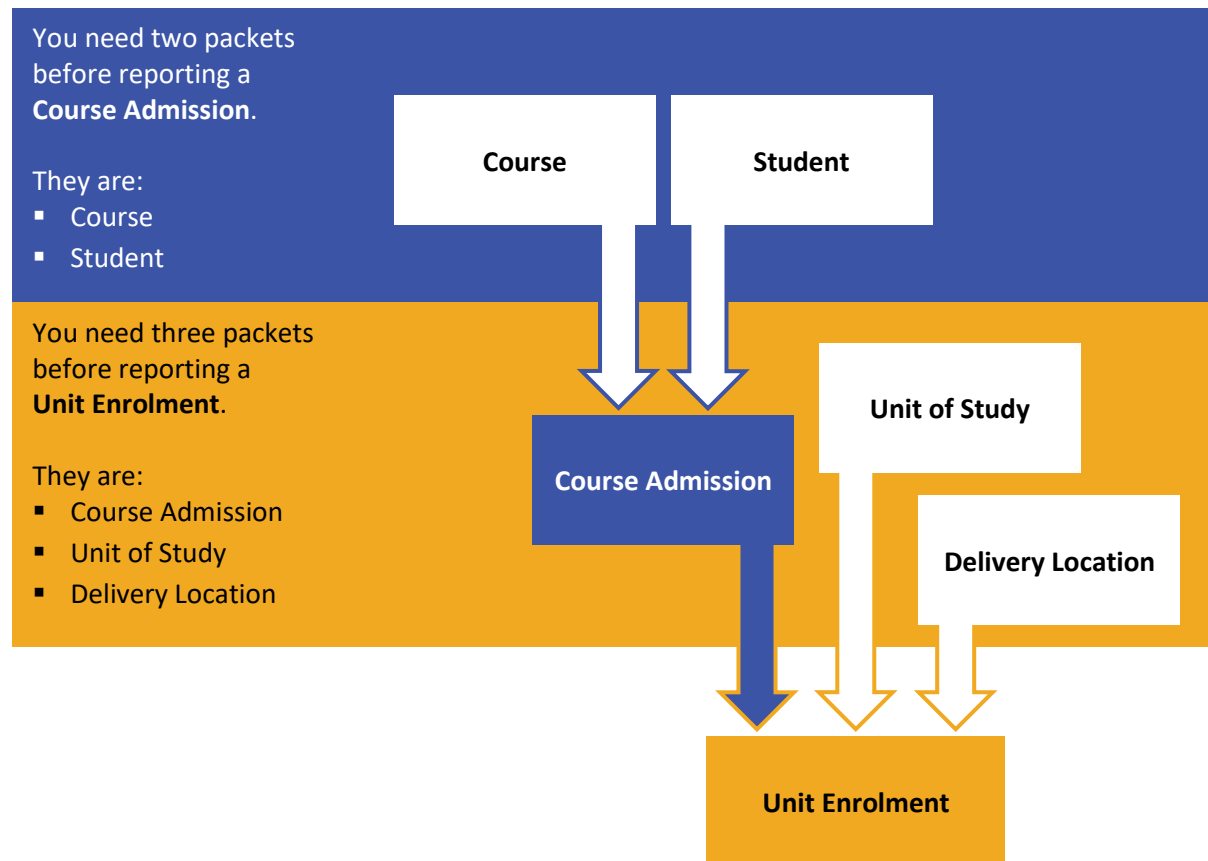 You need two packets
before reporting a
Course Admission.
They are:
▪ Course
▪ Student
Course
Student
You need three packets
before reporting a
Unit Enrolment.
They are:
▪ Course Admission
▪ Unit of Study
▪ Delivery Location
Unit of Study
Course Admission
Delivery Location
Unit Enrolment